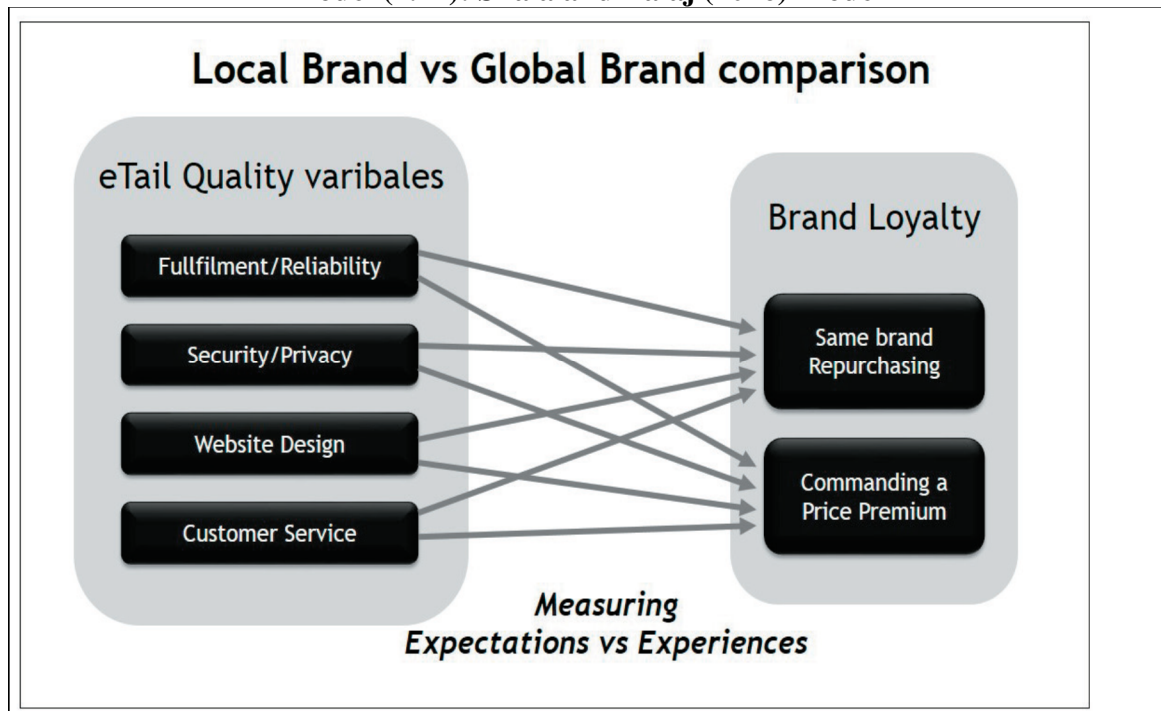 Local Brand vs Global Brand comparison
eTail Quality varibales
Fullfilment/Reliability
Security/Privacy
Website Design
Customer Service
Brand Loyalty
Same brand
Repurchasing
Commanding a
Price Premium
Measuring
Expectations vs Experiences